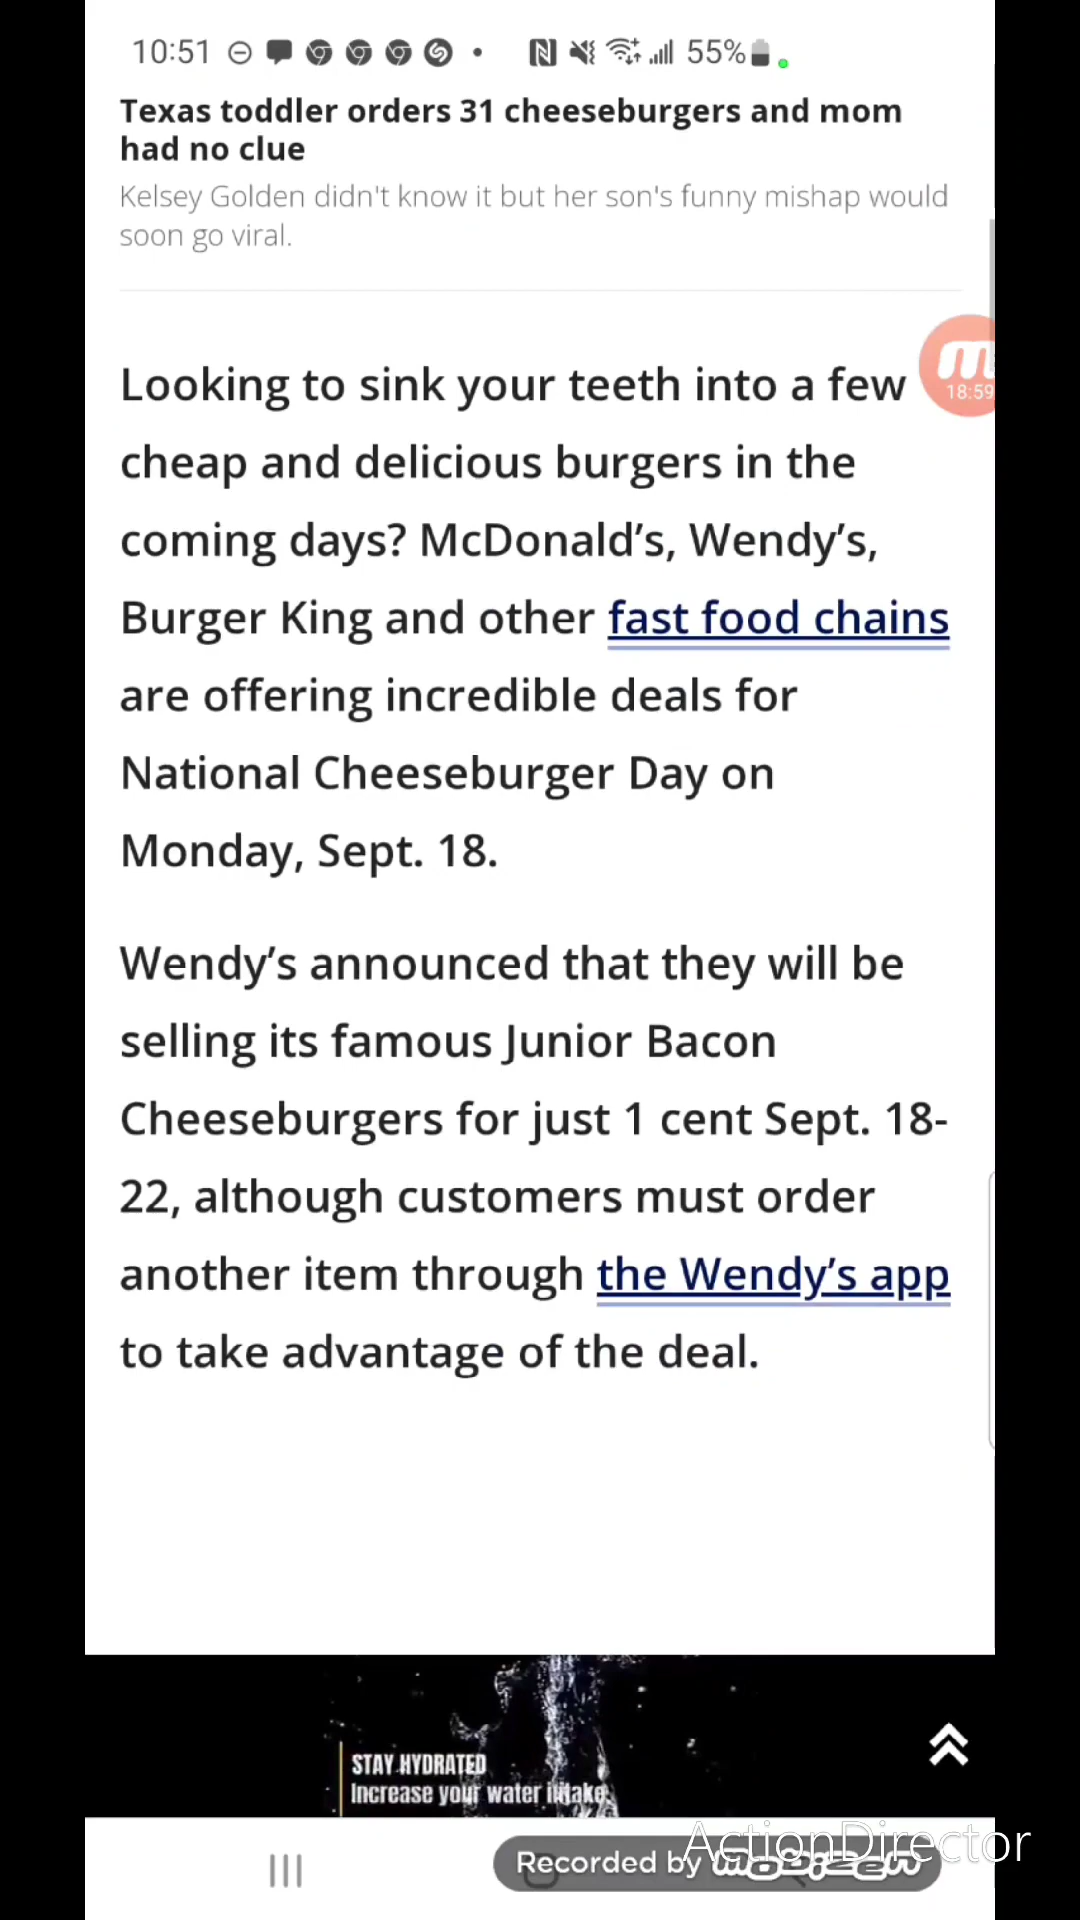 10:51 55%
Texas toddler orders 31 cheeseburgers and mom
had no clue
Kelsey Golden didn't know it but her son's funny mishap would
soon go viral.
18:59
Looking to sink your teeth into a few
cheap and delicious burgers in the
coming days? McDonald’s, Wendy’s,
Burger King and other fast food chains
are offering incredible deals for
National Cheeseburger Day on
Monday, Sept. 18.
Wendy’s announced that they will be
selling its famous Junior Bacon
Cheeseburgers for just 1 cent Sept. 18-
22, although customers must order
another item through the Wendy’s app
to take advantage of the deal.
STAY HYDRATED
Increase your water intake
ActionDirector
Recorded by MOBIZEN